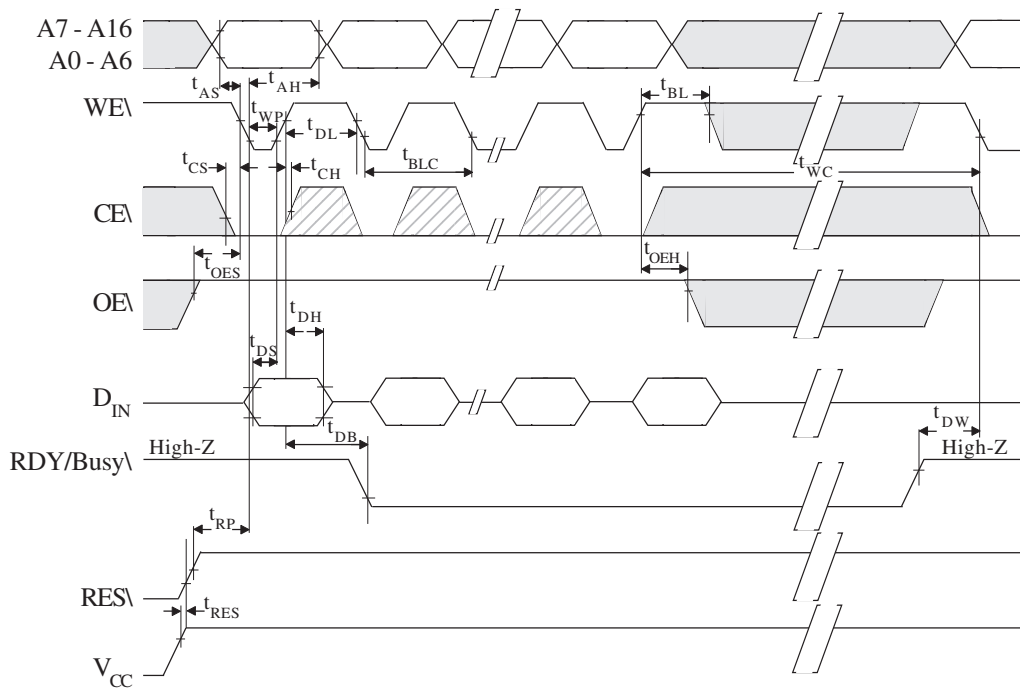 A7 - A16
A0 - A6
tAS
tAH
tBL
WE\
tWP
tDL
tBLC
tWC
tCS
tCH
CE\
tOES
tOEH
OE\
tDH
tDS
DIN
tDB
tDW
RDY/Busy\
High-Z
High-Z
tRP
RES\
tRES
VCC